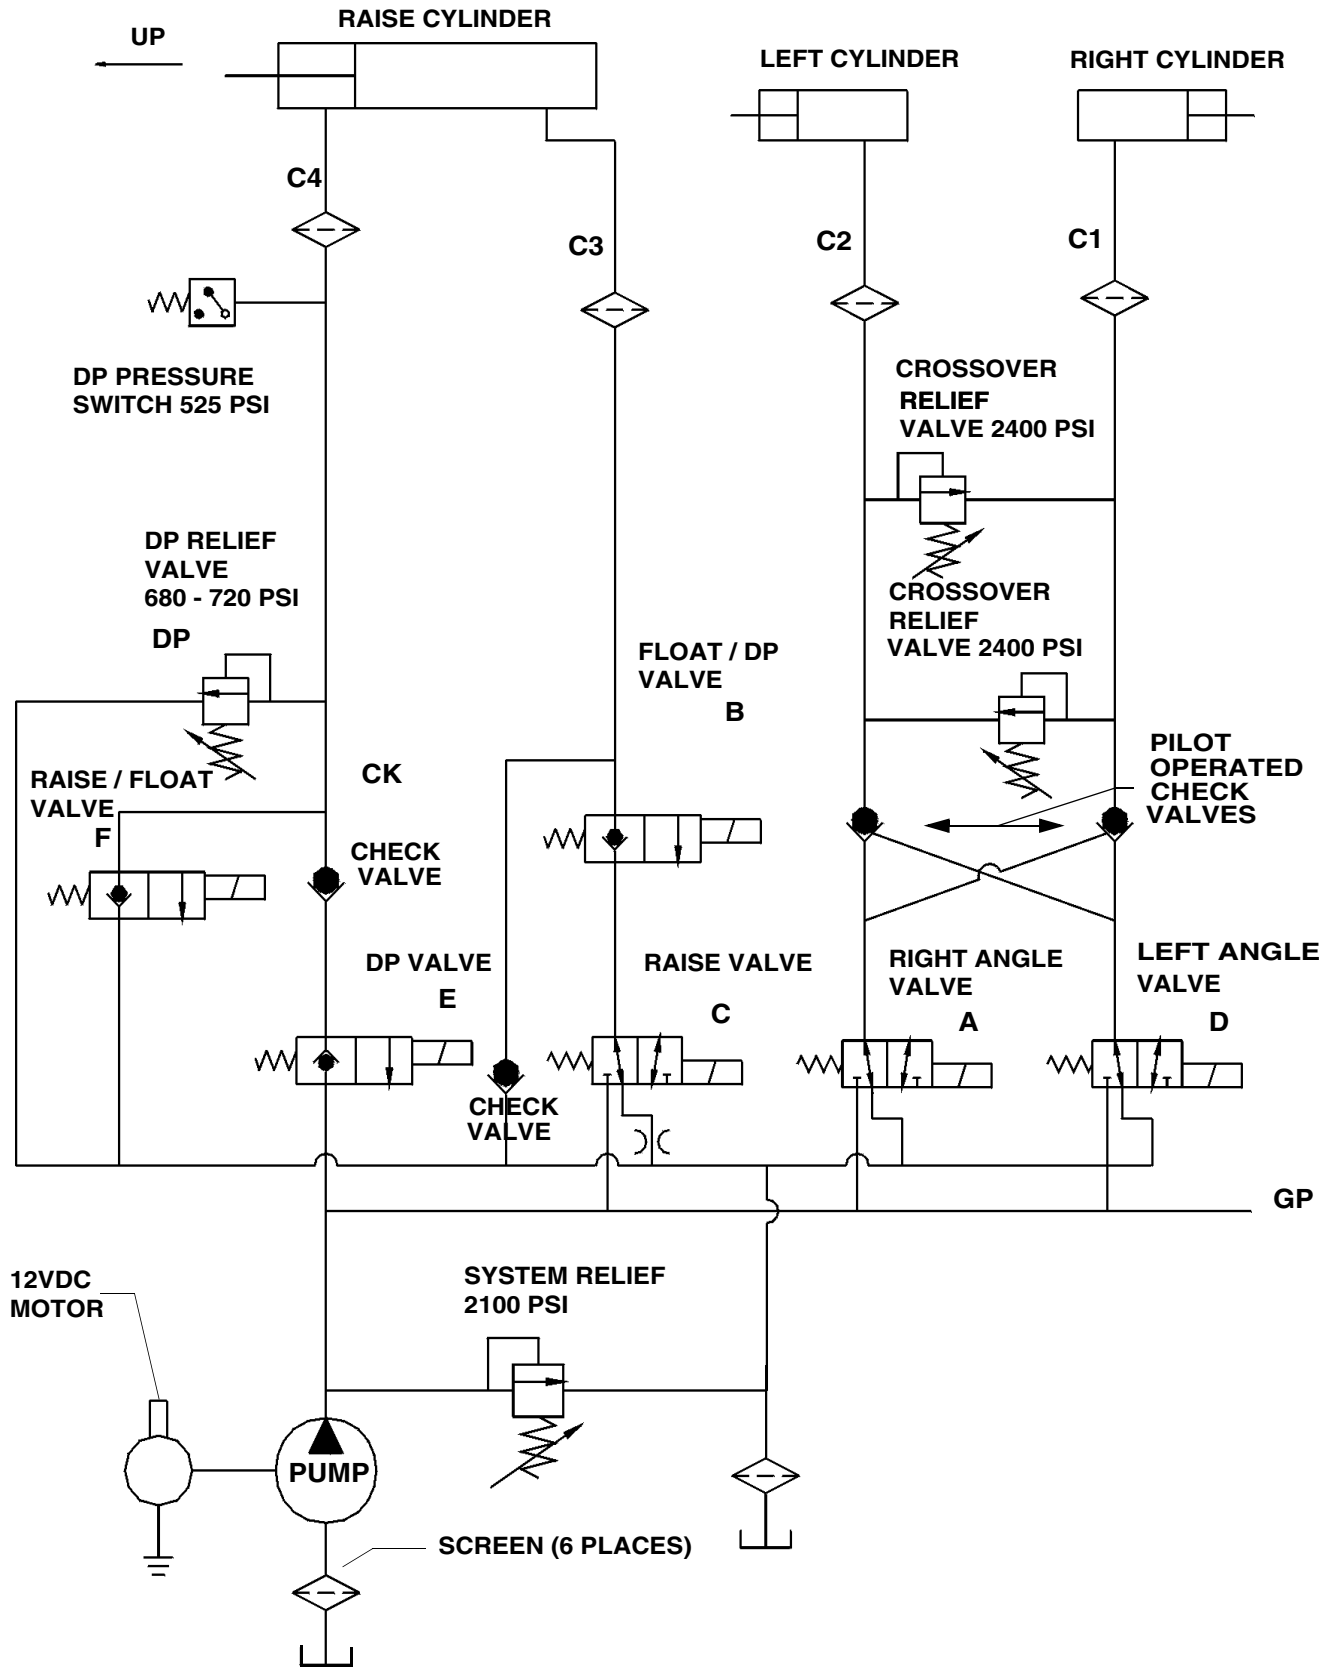 RAISE CYLINDER
UP
LEFT CYLINDER
RIGHT CYLINDER
C4
C3
C2
C1
DP PRESSURE
SWITCH 525 PSI
CROSSOVER
RELIEF
VALVE 2400 PSI
DP RELIEF
VALVE
680 - 720 PSI
DP
CROSSOVER
RELIEF
VALVE 2400 PSI
FLOAT / DP
VALVE
B
PILOT
OPERATED
CHECK
VALVES
RAISE / FLOAT
VALVE
F
CK
CHECK
VALVE
DP VALVE
E
RAISE VALVE
C
RIGHT ANGLE
VALVE
A
LEFT ANGLE
VALVE
D
CHECK
VALVE
GP
12VDC
MOTOR
SYSTEM RELIEF
2100 PSI
PUMP
SCREEN (6 PLACES)